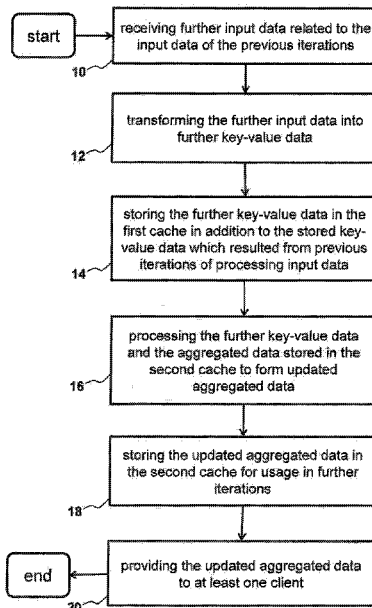 start
receiving further input data related to the
input data of the previous iterations
10
transforming the further input data into
further key-value data
12
storing the further key-value data in the
first cache in addition to the stored key-
value data which resulted from previous
iterations of processing input data
14
processing the further key-value data
and the aggregated data stored in the
second cache to form updated
aggregated data
16
storing the updated aggregated data in
the second cache for usage in further
iterations
18
end
providing the updated aggregated data
to at least one client
20